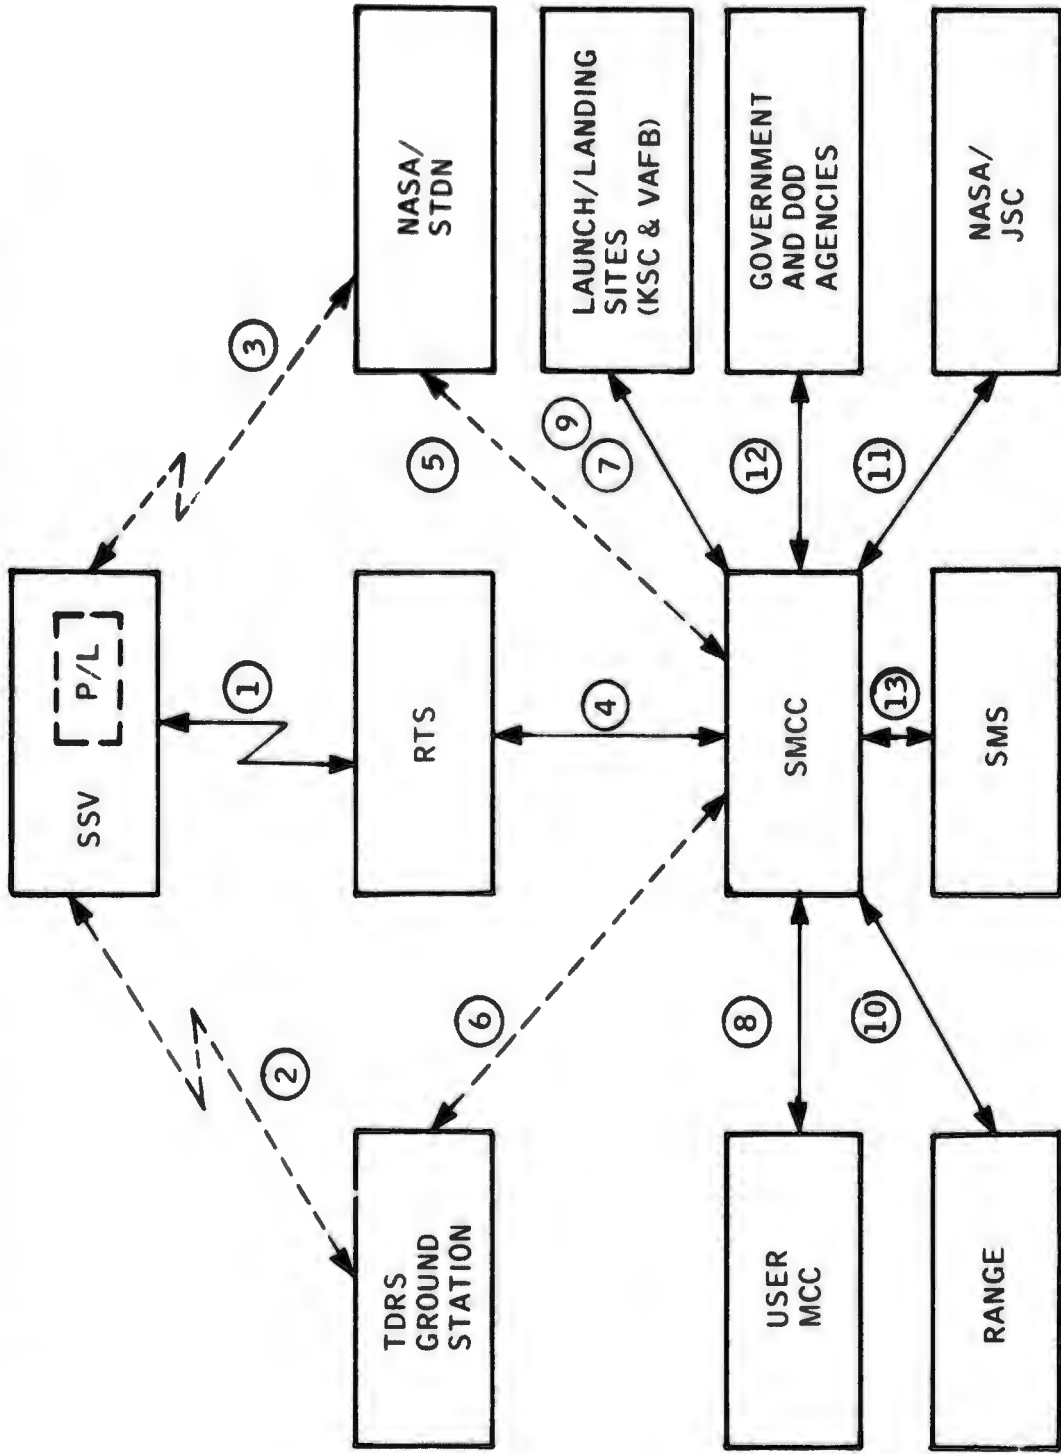 SSV
P/L
2
1
3
TDRS
GROUND
STATION
RTS
NASA/
STDN
6
4
5
9
7
LAUNCH/LANDING
SITES
(KSC & VAFB)
USER
MCC
8
SMCC
12
GOVERNMENT
AND DOD
AGENCIES
10
13
11
RANGE
SMS
NASA/
JSC